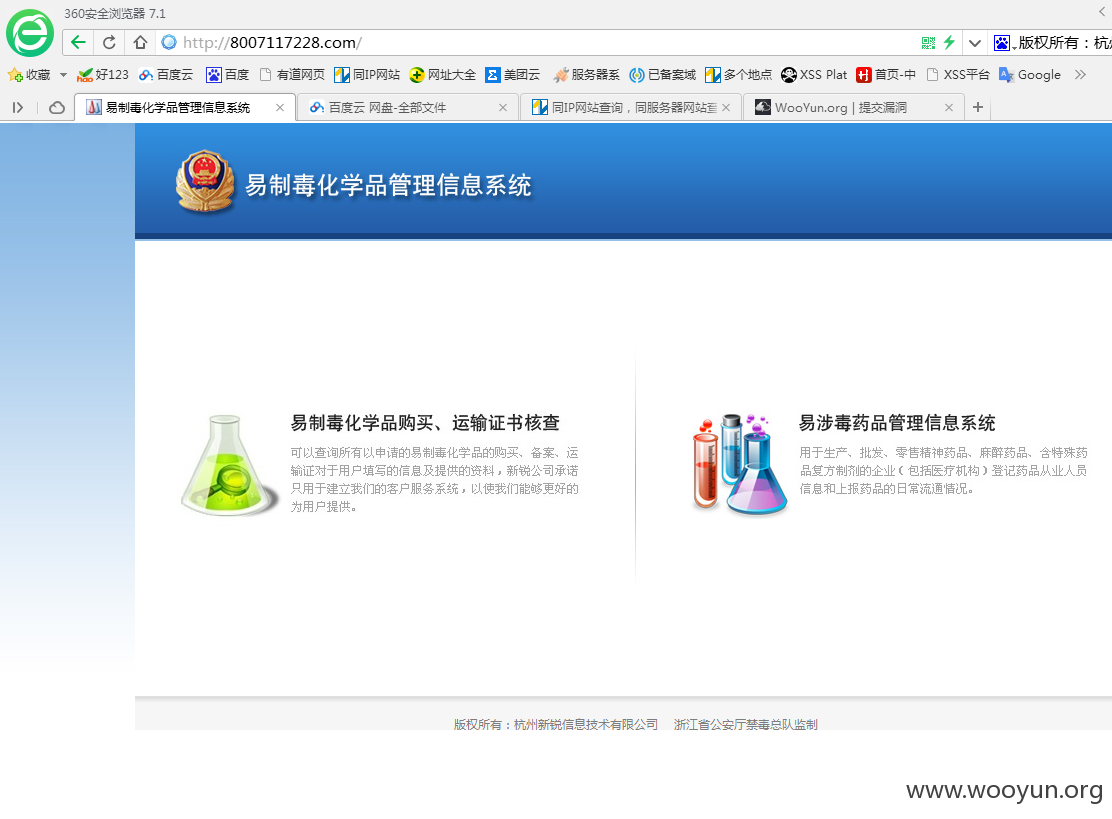 360安全浏览器 7.1
http://8007117228.com/
版权所有：杭
收藏 好123 百度云 百度 有道网页 同IP网站 网址大全 美团云 服务器系 已备案域 多个地点 XSS Plat 首页-中 XSS平台 Google
易制毒化学品管理信息系统 百度云 网盘-全部文件 同IP网站查询，同服务器网站查 WooYun.org | 提交漏洞
易制毒化学品管理信息系统
易制毒化学品购买、运输证书核查
可以查询所有以申请的易制毒化学品的购买、备案、运
输证对于用户填写的信息及提供的资料，新锐公司承诺
只用于建立我们的客户服务系统，以使我们能够更好的
为用户提供。
易涉毒药品管理信息系统
用于生产、批发、零售精神药品、麻醉药品、含特殊药
品复方制剂的企业（包括医疗机构）登记药品从业人员
信息和上报药品的日常流通情况。
版权所有：杭州新锐信息技术有限公司 浙江省公安厅禁毒总队监制
www.wooyun.org